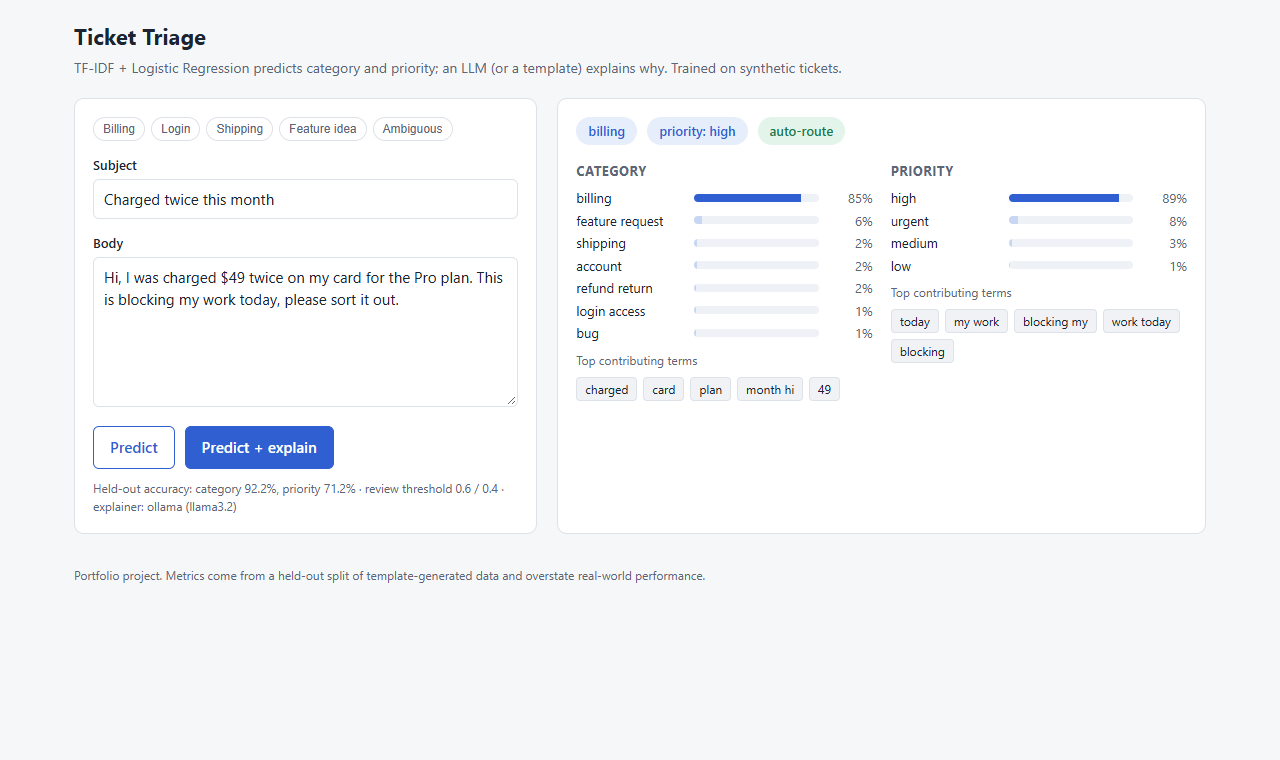 Ticket Triage
TF-IDF + Logistic Regression predicts category and priority; an LLM (or a template) explains why. Trained on synthetic tickets.
Billing
Login
Shipping
Feature idea
Ambiguous
Subject
Charged twice this month
Body
Hi, I was charged $49 twice on my card for the Pro plan. This
is blocking my work today, please sort it out.
Predict
Predict + explain
Held-out accuracy: category 92.2%, priority 71.2% · review threshold 0.6 / 0.4 ·
explainer: ollama (llama3.2)
billing
priority: high
auto-route
CATEGORY
billing 85%
feature request 6%
shipping 2%
account 2%
refund return 2%
login access 1%
bug 1%
Top contributing terms
charged
card
plan
month hi
49
PRIORITY
high 89%
urgent 8%
medium 3%
low 1%
Top contributing terms
today
my work
blocking my
work today
blocking
Portfolio project. Metrics come from a held-out split of template-generated data and overstate real-world performance.